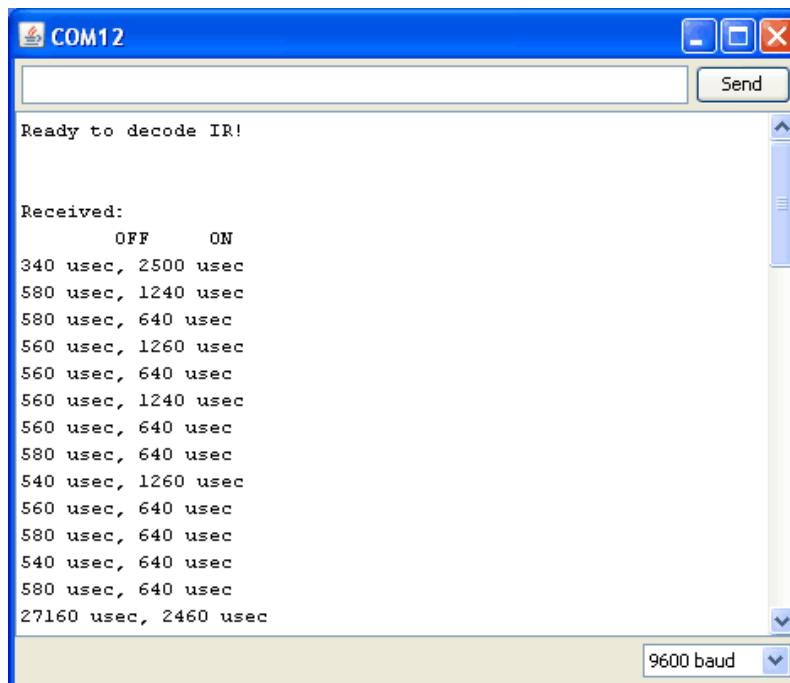 COM12
Send
Ready to decode IR!
Received:
OFF ON
340 usec, 2500 usec
580 usec, 1240 usec
580 usec, 640 usec
560 usec, 1260 usec
560 usec, 640 usec
560 usec, 1240 usec
560 usec, 640 usec
580 usec, 640 usec
540 usec, 1260 usec
560 usec, 640 usec
580 usec, 640 usec
540 usec, 640 usec
580 usec, 640 usec
27160 usec, 2460 usec
9600 baud